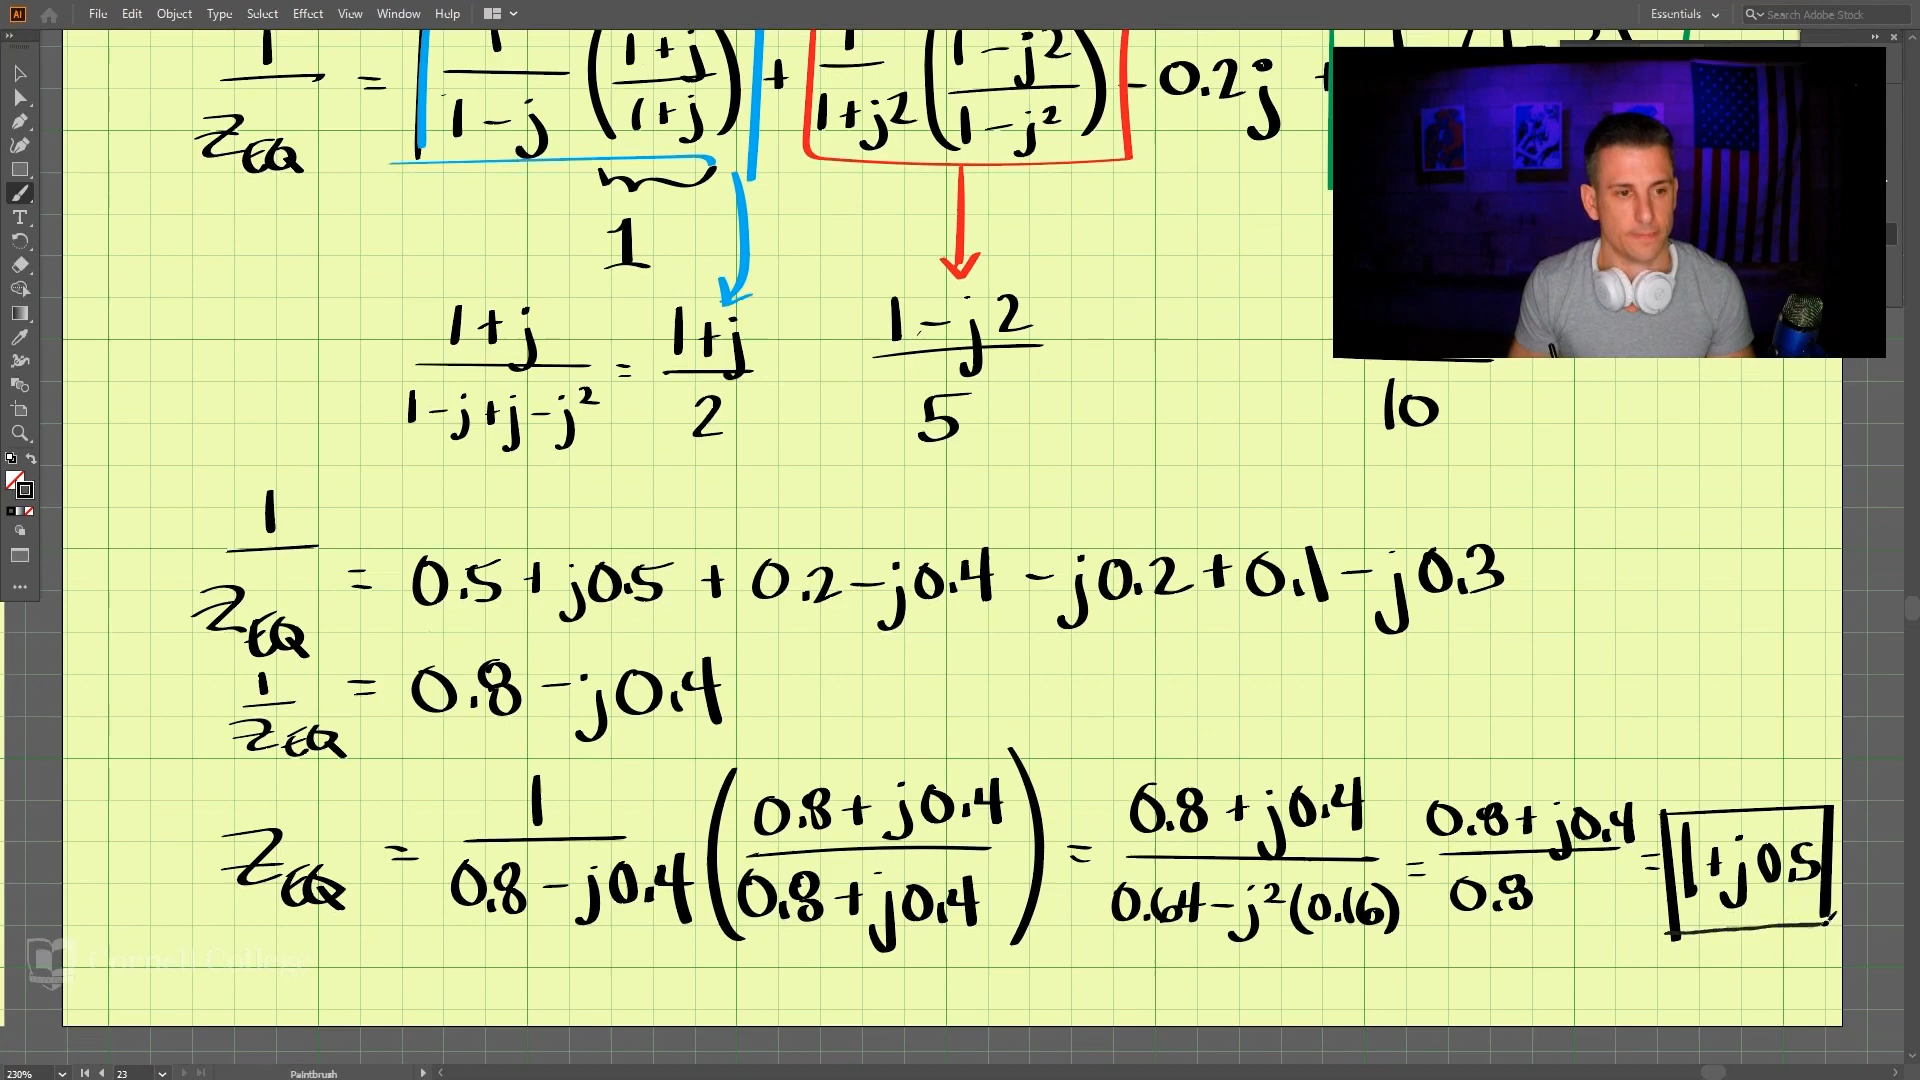 File Edit Object Type Select Effect View Window Help
Essentials
Search Adobe Stock
1/Z_EQ = 1/(1-j) ((1+j)/(1+j)) + 1/(1+j2) ((1-j2)/(1-j2)) - 0.2j +
1
(1+j)/(1-j+j-j²) = (1+j)/2
(1-j2)/5
10
1/Z_EQ = 0.5 + j0.5 + 0.2 - j0.4 - j0.2 + 0.1 - j0.3
1/Z_EQ = 0.8 - j0.4
Z_EQ = 1/(0.8-j0.4) ((0.8+j0.4)/(0.8+j0.4)) = (0.8+j0.4)/(0.64-j²(0.16)) = (0.8+j0.4)/0.8 = 1+j0.5
Cornell College
230% 23 Paintbrush